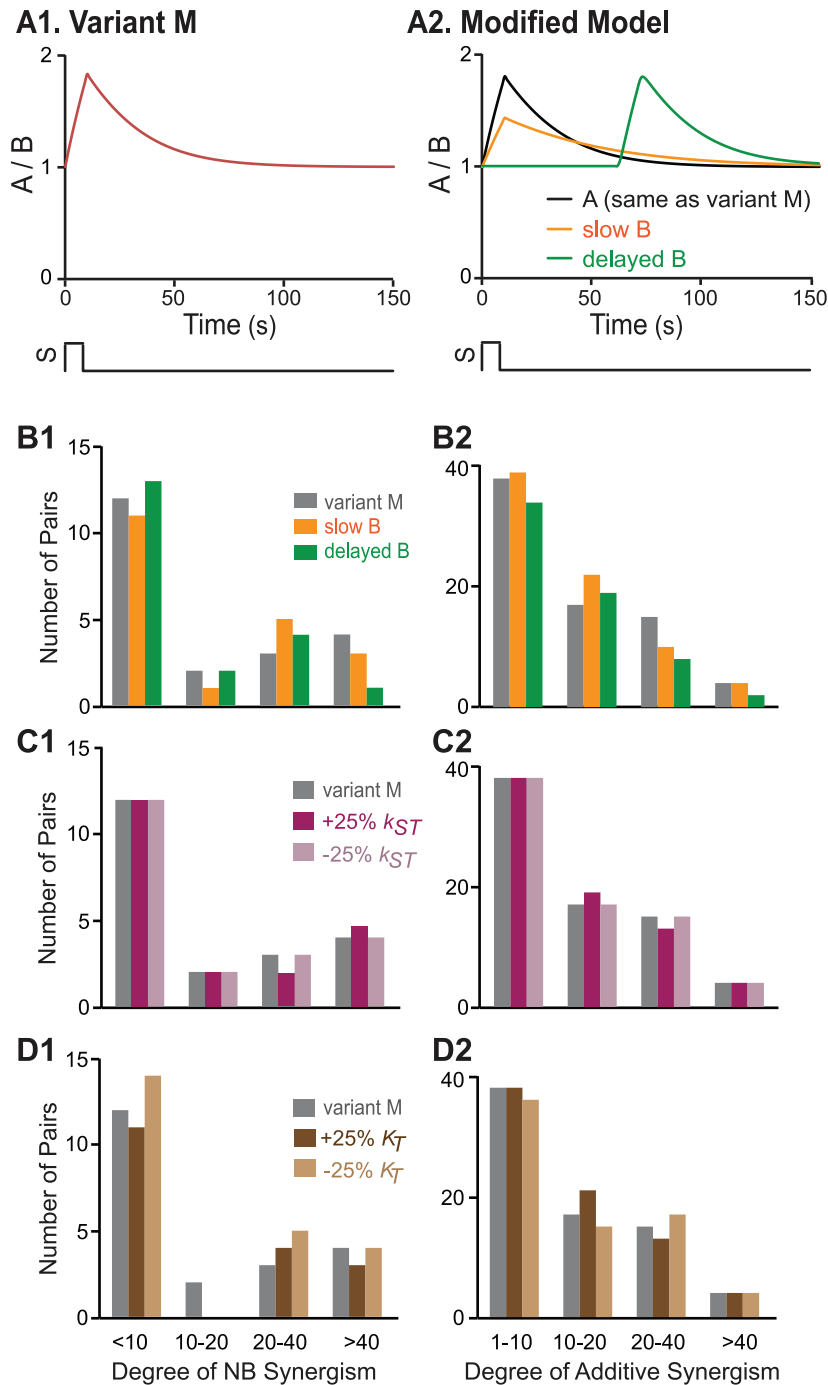 A1. Variant M
A2. Modified Model
2
1
0
A / B
0
50
100
150
Time (s)
S
2
1
0
A / B
A (same as variant M)
slow B
delayed B
0
50
100
150
Time (s)
S
B1
15
10
5
0
Number of Pairs
variant M
slow B
delayed B
B2
40
20
0
C1
15
10
5
0
Number of Pairs
variant M
+25% kST
-25% kST
C2
40
20
0
D1
15
10
5
0
Number of Pairs
variant M
+25% KT
-25% KT
<10
10-20
20-40
>40
Degree of NB Synergism
D2
40
20
0
1-10
10-20
20-40
>40
Degree of Additive Synergism